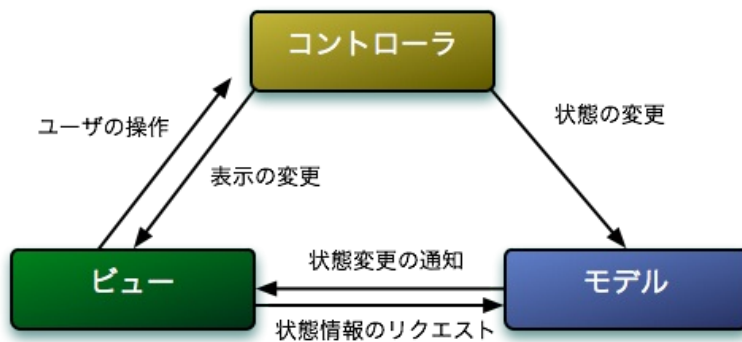 コントローラ
ユーザの操作
状態の変更
表示の変更
ビュー
状態変更の通知
モデル
状態情報のリクエスト